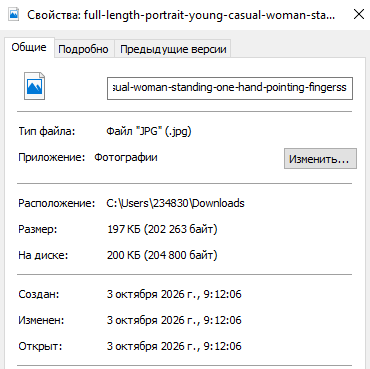 Свойства: full-length-portrait-young-casual-woman-sta...
Общие
Подробно
Предыдущие версии
sual-woman-standing-one-hand-pointing-fingerss
Тип файла: Файл "JPG" (.jpg)
Приложение: Фотографии
Изменить...
Расположение: C:\Users\234830\Downloads
Размер: 197 КБ (202 263 байт)
На диске: 200 КБ (204 800 байт)
Создан: 3 октября 2026 г., 9:12:06
Изменен: 3 октября 2026 г., 9:12:06
Открыт: 3 октября 2026 г., 9:12:06